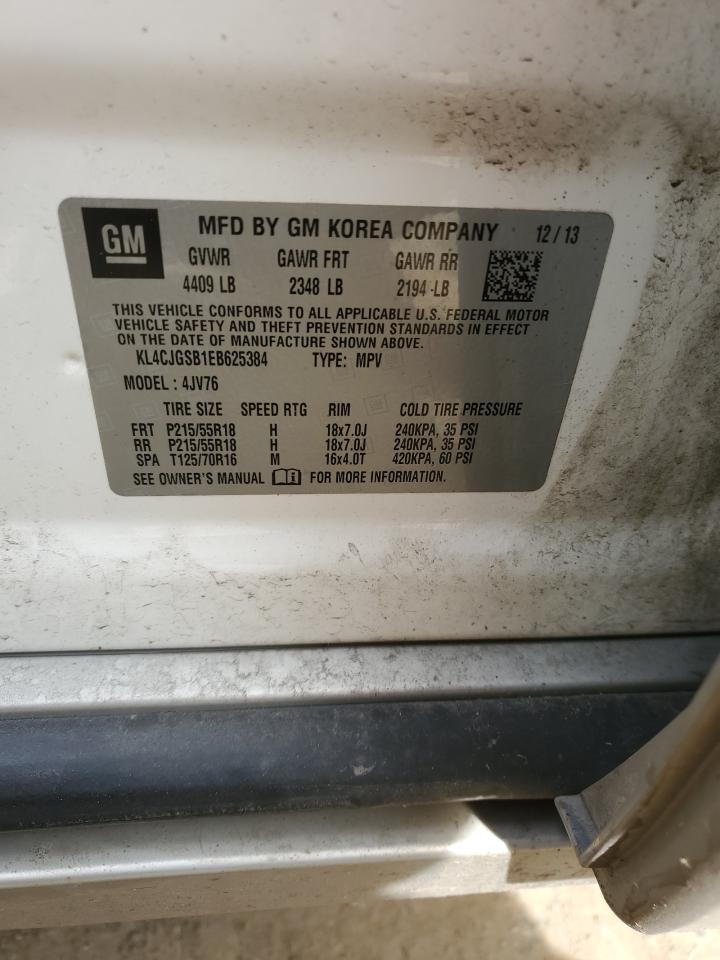 GM
MFD BY GM KOREA COMPANY 12 / 13
GVWR GAWR FRT GAWR RR
4409 LB 2348 LB 2194 -LB
THIS VEHICLE CONFORMS TO ALL APPLICABLE U.S. FEDERAL MOTOR
VEHICLE SAFETY AND THEFT PREVENTION STANDARDS IN EFFECT
ON THE DATE OF MANUFACTURE SHOWN ABOVE.
KL4CJGSB1EB625384 TYPE: MPV
MODEL : 4JV76
TIRE SIZE SPEED RTG RIM COLD TIRE PRESSURE
FRT P215/55R18 H 18x7.0J 240KPA, 35 PSI
RR P215/55R18 H 18x7.0J 240KPA, 35 PSI
SPA T125/70R16 M 16x4.0T 420KPA, 60 PSI
SEE OWNER'S MANUAL FOR MORE INFORMATION.